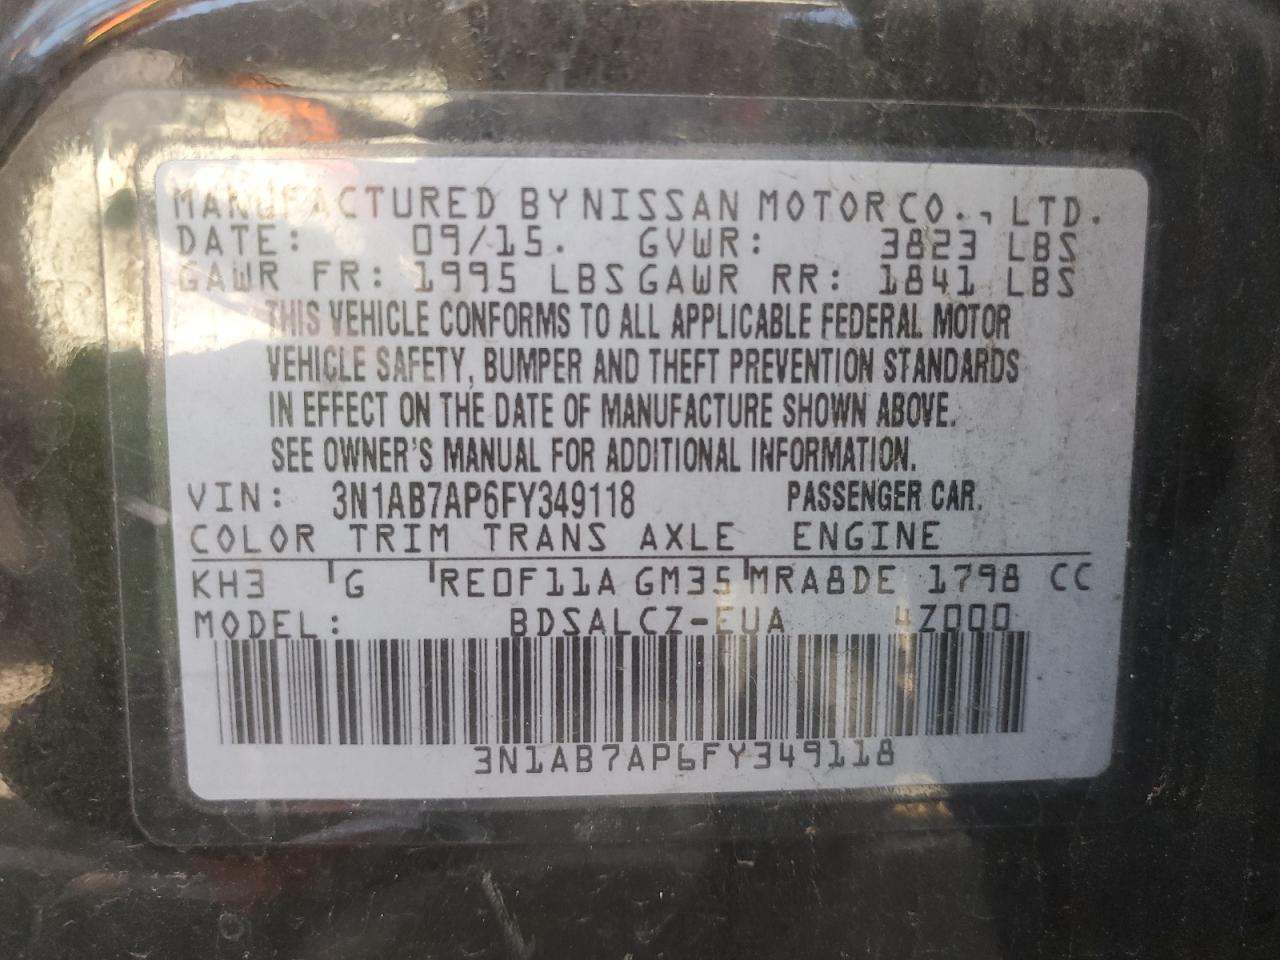 MANUFACTURED BY NISSAN MOTOR CO., LTD.
DATE: 09/15. GVWR: 3823 LBS
GAWR FR: 1995 LBS GAWR RR: 1841 LBS
THIS VEHICLE CONFORMS TO ALL APPLICABLE FEDERAL MOTOR
VEHICLE SAFETY, BUMPER AND THEFT PREVENTION STANDARDS
IN EFFECT ON THE DATE OF MANUFACTURE SHOWN ABOVE.
SEE OWNER'S MANUAL FOR ADDITIONAL INFORMATION.
VIN: 3N1AB7AP6FY349118 PASSENGER CAR.
COLOR TRIM TRANS AXLE ENGINE
KH3 G RE0F11A GM35 MRA8DE 1798 CC
MODEL: BDSALCZ-EUA 4Z000
3N1AB7AP6FY349118